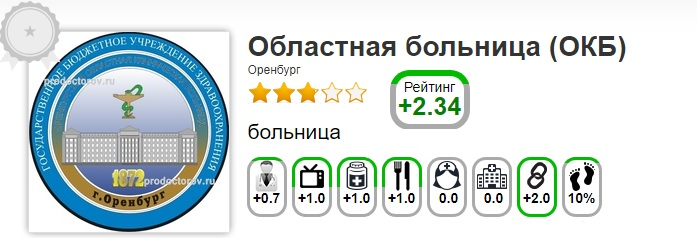 Областная больница (ОКБ)
Оренбург
Рейтинг
+2.34
больница
+0.7 +1.0 +1.0 +1.0 0.0 0.0 +2.0 10%
ГОСУДАРСТВЕННОЕ БЮДЖЕТНОЕ УЧРЕЖДЕНИЕ ЗДРАВООХРАНЕНИЯ
prodoctorov.ru
1872
prodoctorov.ru
г.Оренбург